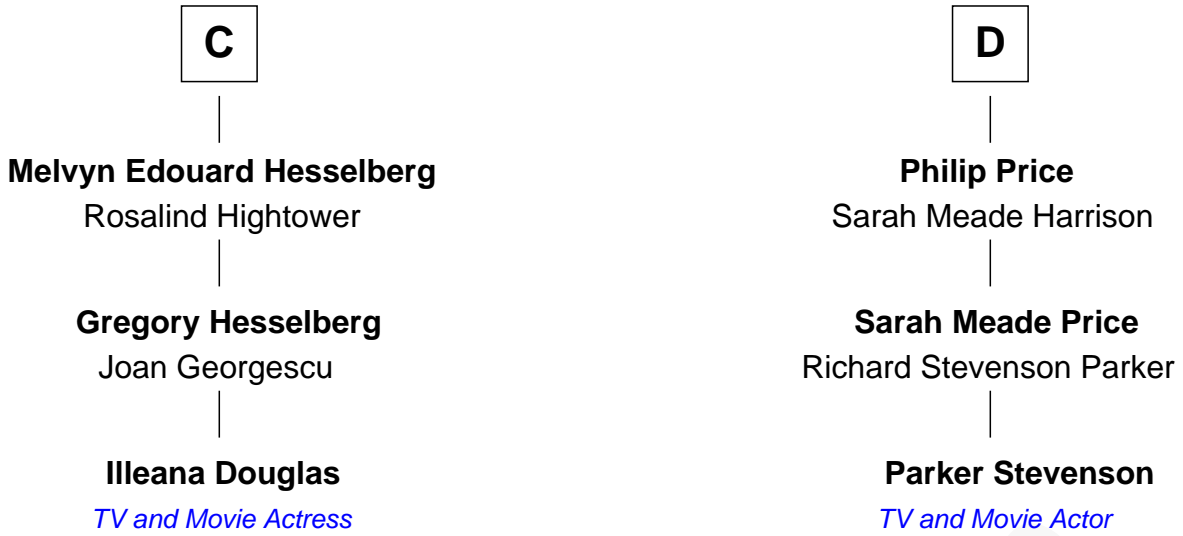 C
Melvyn Edouard Hesselberg
Rosalind Hightower
Gregory Hesselberg
Joan Georgescu
Illeana Douglas
TV and Movie Actress
D
Philip Price
Sarah Meade Harrison
Sarah Meade Price
Richard Stevenson Parker
Parker Stevenson
TV and Movie Actor